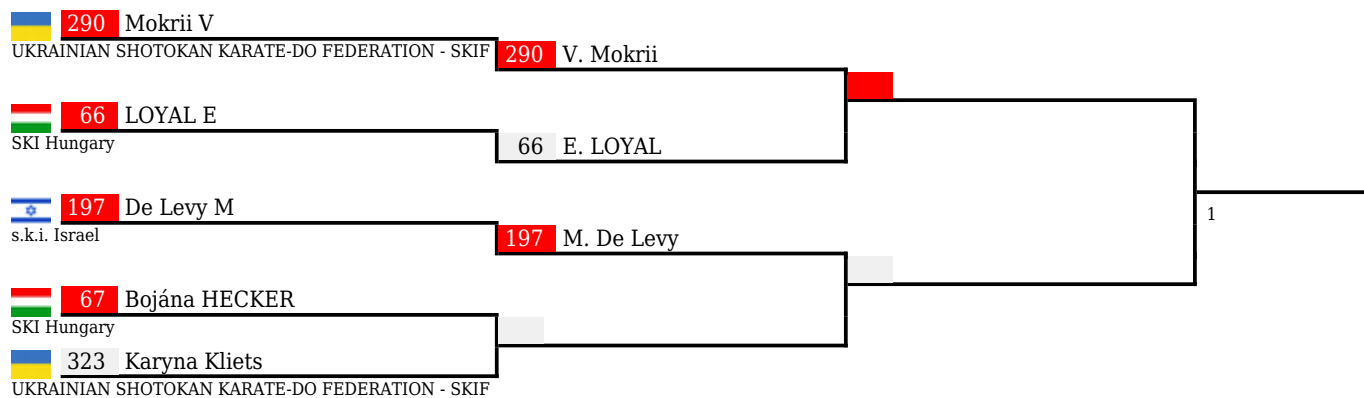 290 Mokrii V
UKRAINIAN SHOTOKAN KARATE-DO FEDERATION - SKIF
290 V. Mokrii
66 LOYAL E
SKI Hungary
66 E. LOYAL
197 De Levy M
s.k.i. Israel
197 M. De Levy
1
67 Bojána HECKER
SKI Hungary
323 Karyna Kliets
UKRAINIAN SHOTOKAN KARATE-DO FEDERATION - SKIF